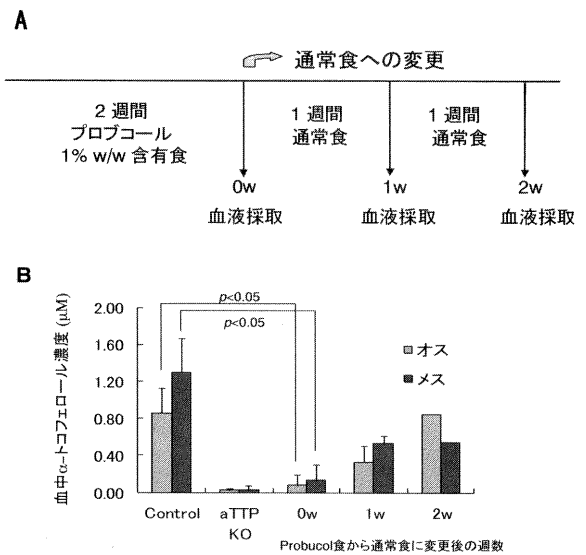 A
通常食への変更
2 週間
プロブコール
1% w/w 含有食
1 週間
通常食
1 週間
通常食
0w
血液採取
1w
血液採取
2w
血液採取
B
血中α-トコフェロール濃度 (μM)
2.00
1.60
1.20
0.80
0.40
0.00
p<0.05
p<0.05
オス
メス
Control
aTTP
KO
0w
1w
2w
Probucol食から通常食に変更後の週数